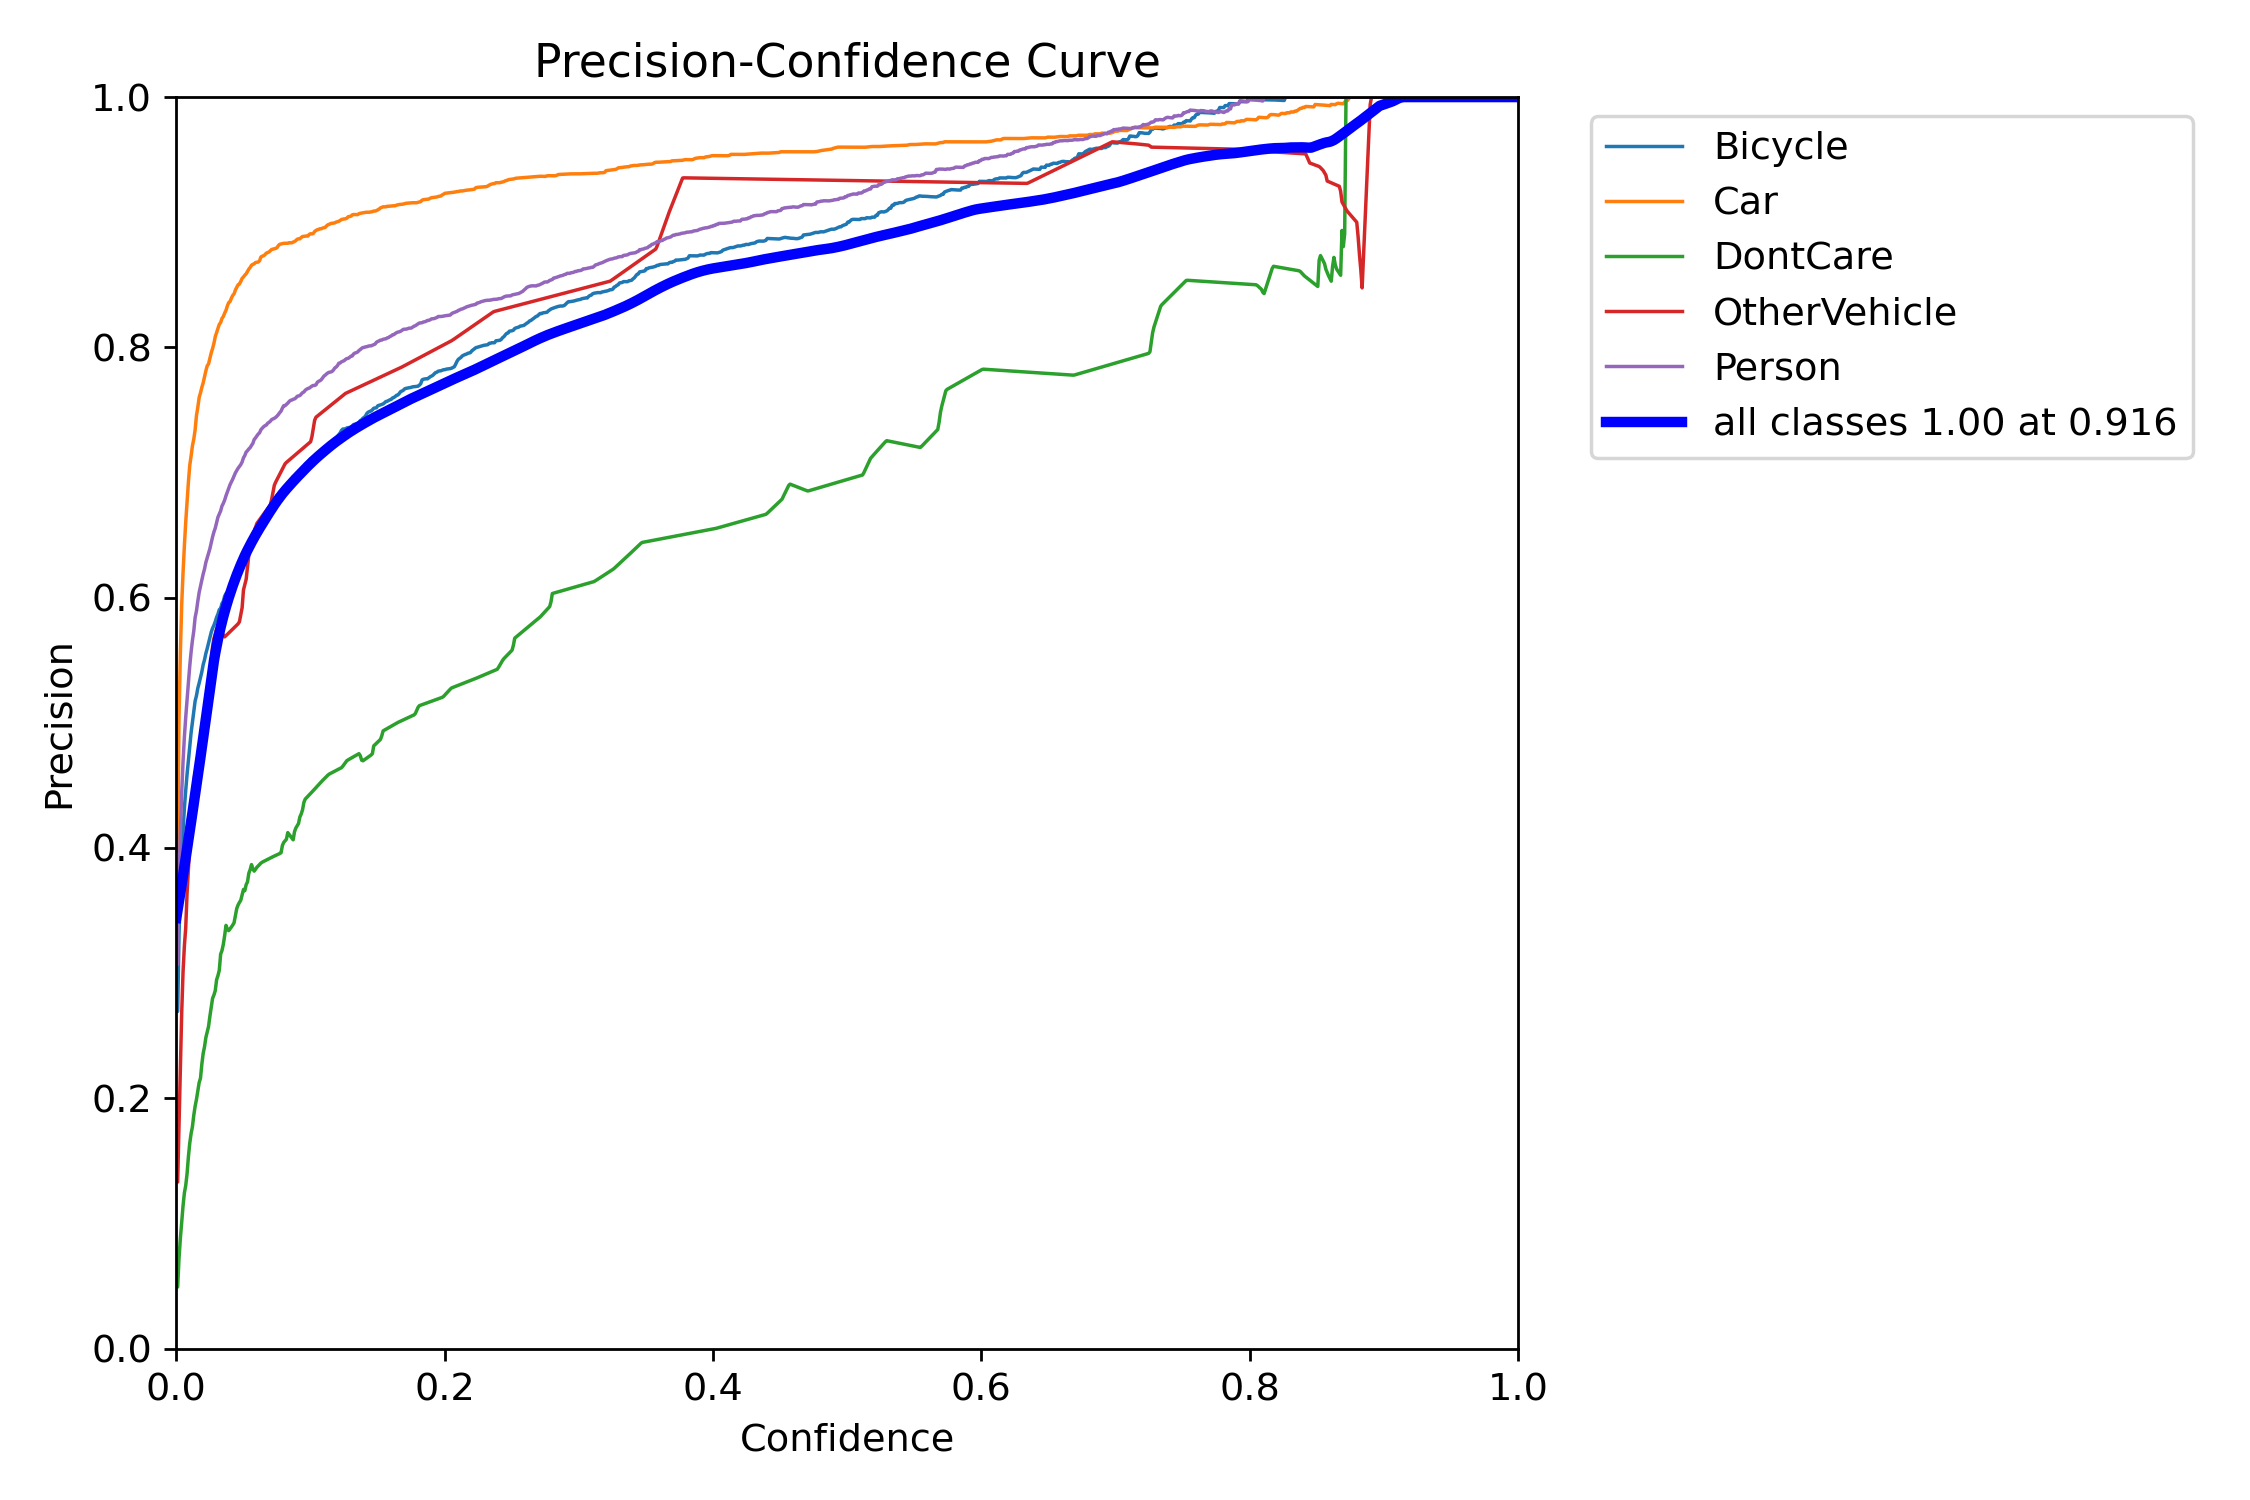 Precision-Confidence Curve
1.0
0.8
0.6
0.4
0.2
0.0
Precision
0.0 0.2 0.4 0.6 0.8 1.0
Confidence
Bicycle
Car
DontCare
OtherVehicle
Person
all classes 1.00 at 0.916